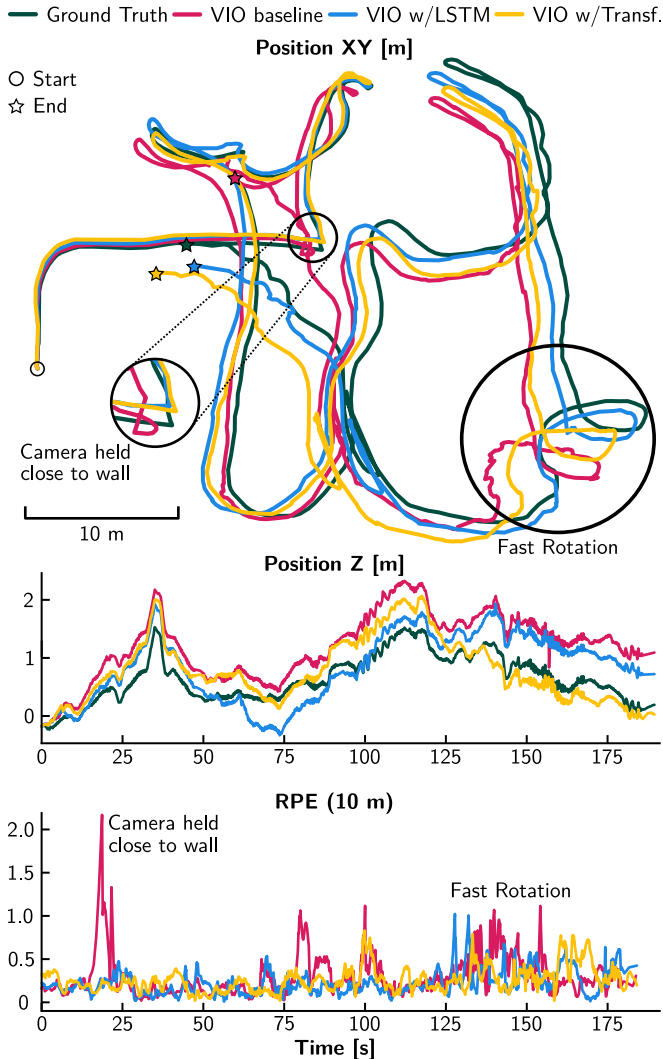 Ground Truth VIO baseline VIO w/LSTM VIO w/Transf.
Position XY [m]
Start
End
Camera held
close to wall
10 m
Fast Rotation
Position Z [m]
2
1
0
0 25 50 75 100 125 150 175
RPE (10 m)
Camera held
close to wall
Fast Rotation
2.0
1.5
1.0
0.5
0
0 25 50 75 100 125 150 175
Time [s]